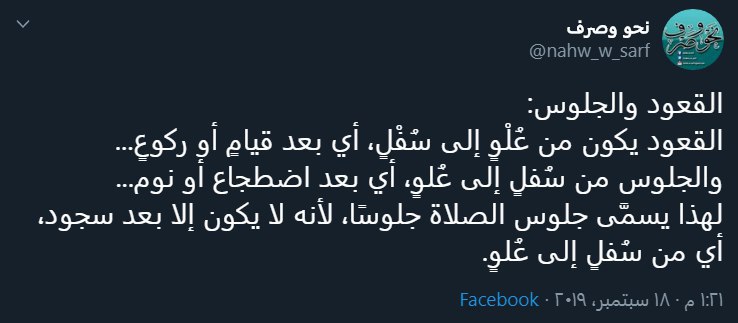 نحو وصرف
@nahw_w_sarf
القعود والجلوس:
القعود يكون من عُلْوٍ إلى سُفْلٍ، أي بعد قيامٍ أو ركوعٍ...
والجلوس من سُفلٍ إلى عُلوٍ، أي بعد اضطجاع أو نوم...
لهذا يسمَّى جلوس الصلاة جلوسًا، لأنه لا يكون إلا بعد سجود،
أي من سُفلٍ إلى عُلوٍ.
١:٢١ م · ١٨ سبتمبر، ٢٠١٩ · Facebook